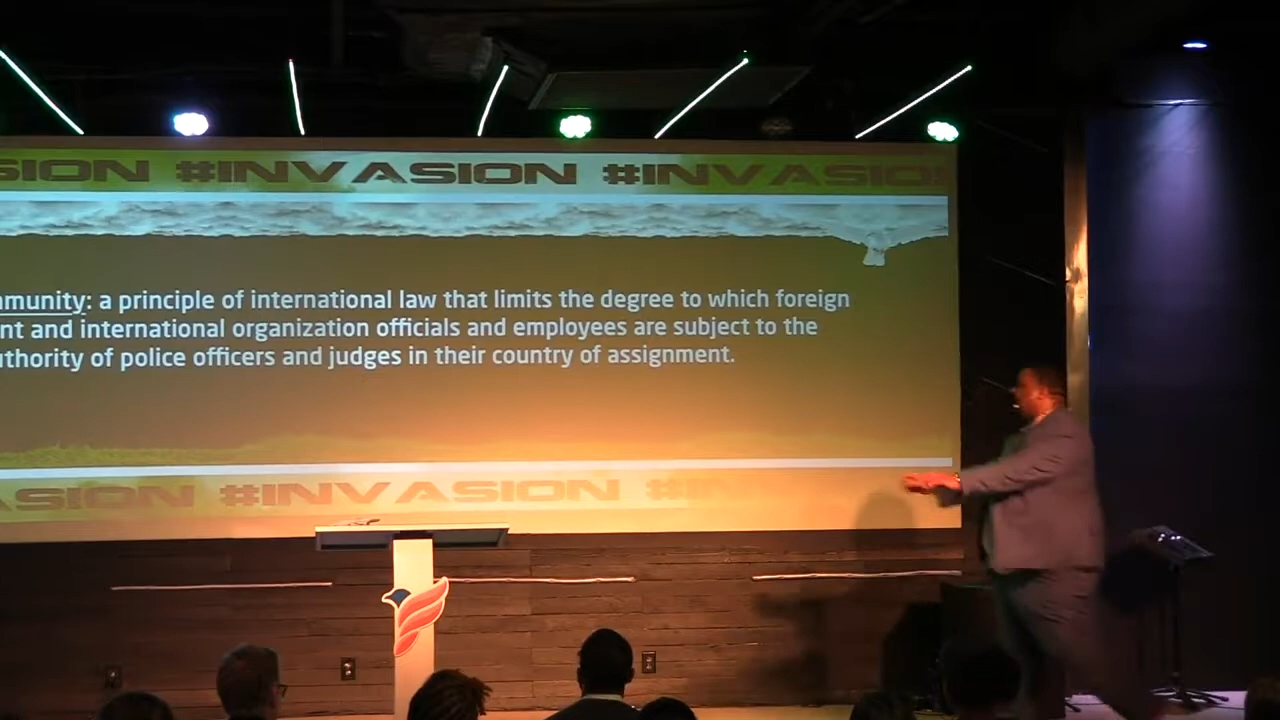 SION #INVASION #INVASIO
mmunity: a principle of international law that limits the degree to which foreign
nt and international organization officials and employees are subject to the
uthority of police officers and judges in their country of assignment.
ASION #INVASION #INV